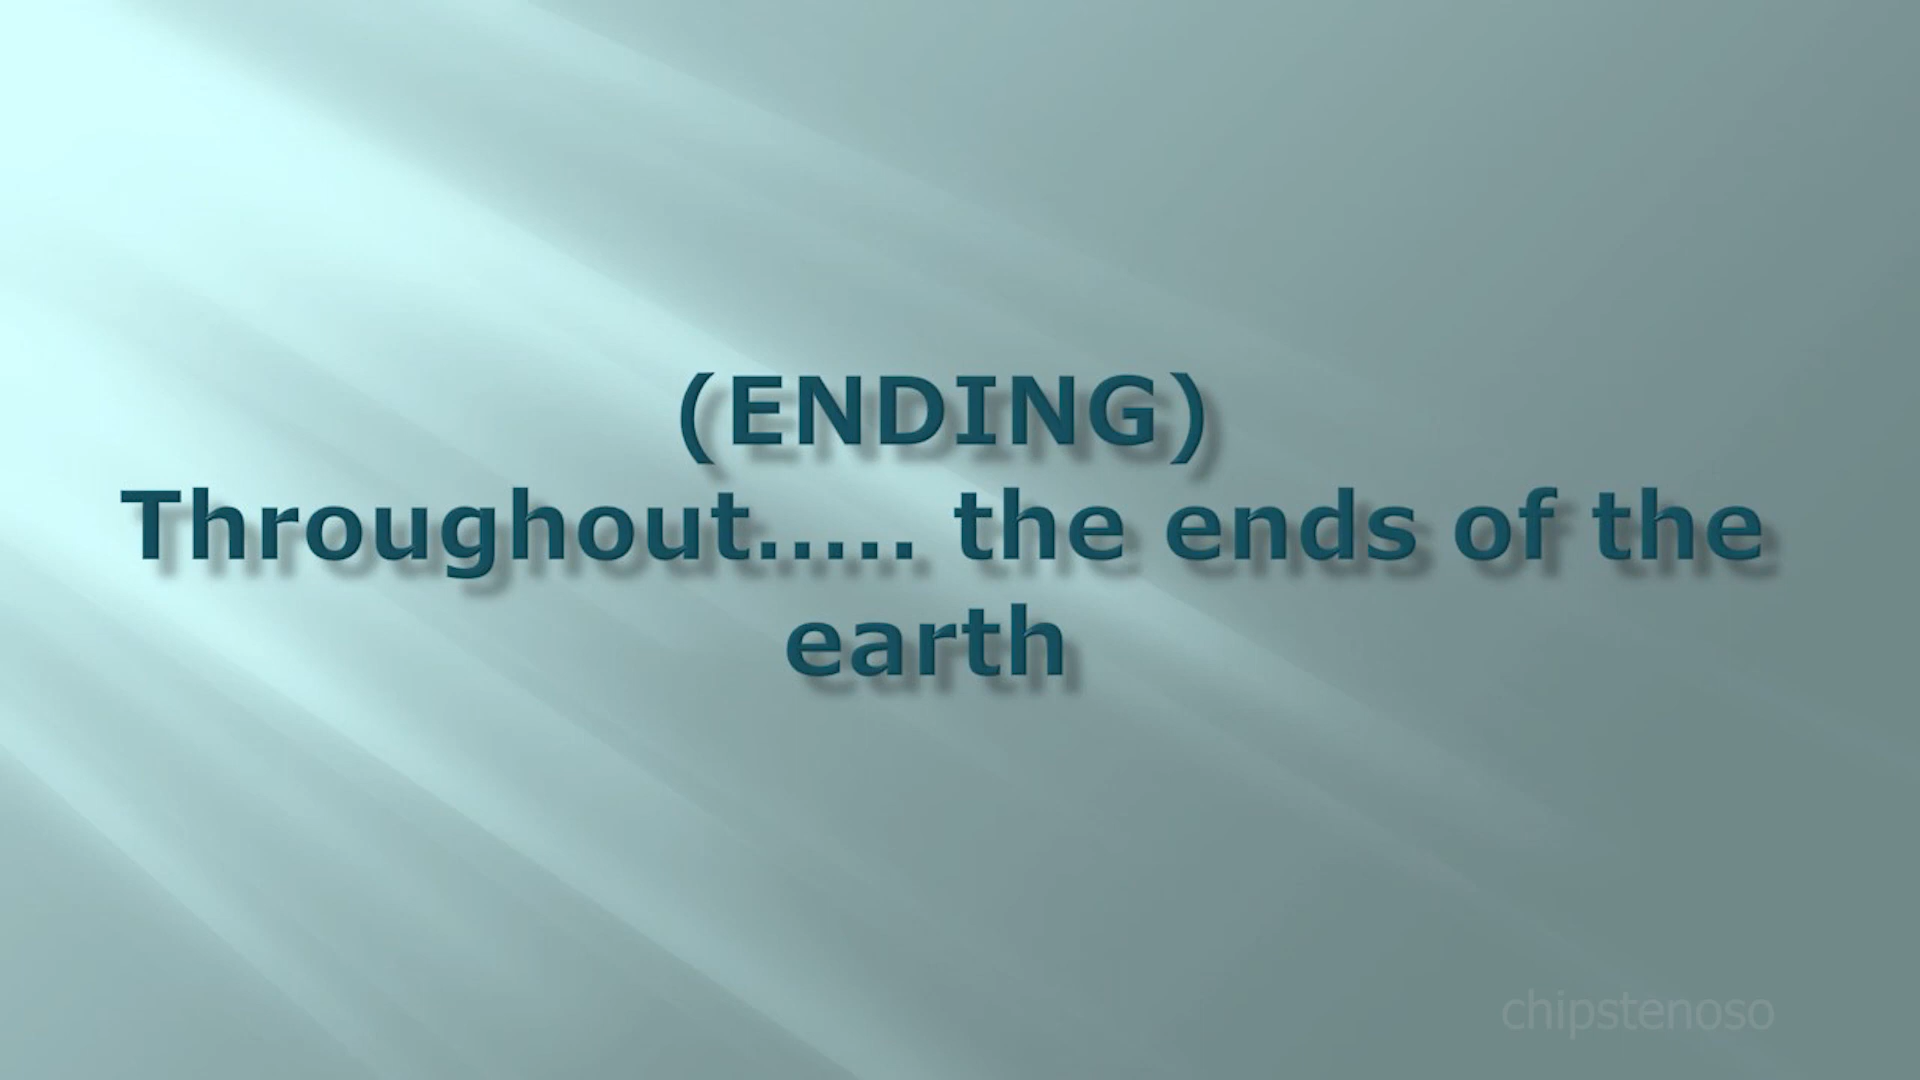 (ENDING)
Throughout..... the ends of the
earth
chipstenoso